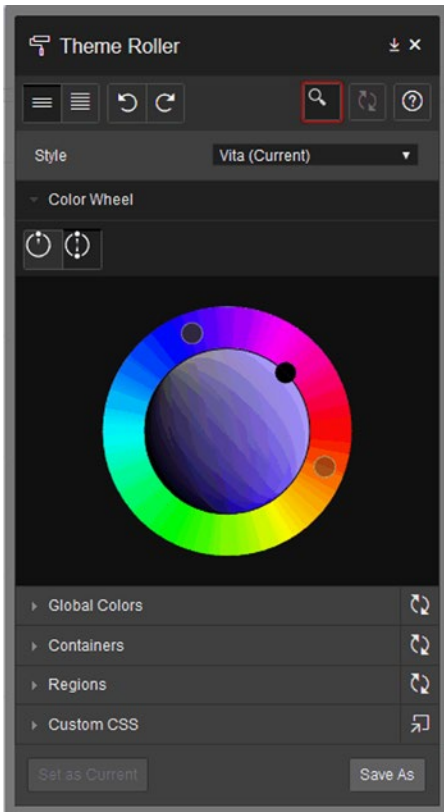 Theme Roller
Style Vita (Current)
Color Wheel
Global Colors
Containers
Regions
Custom CSS
Set as Current Save As